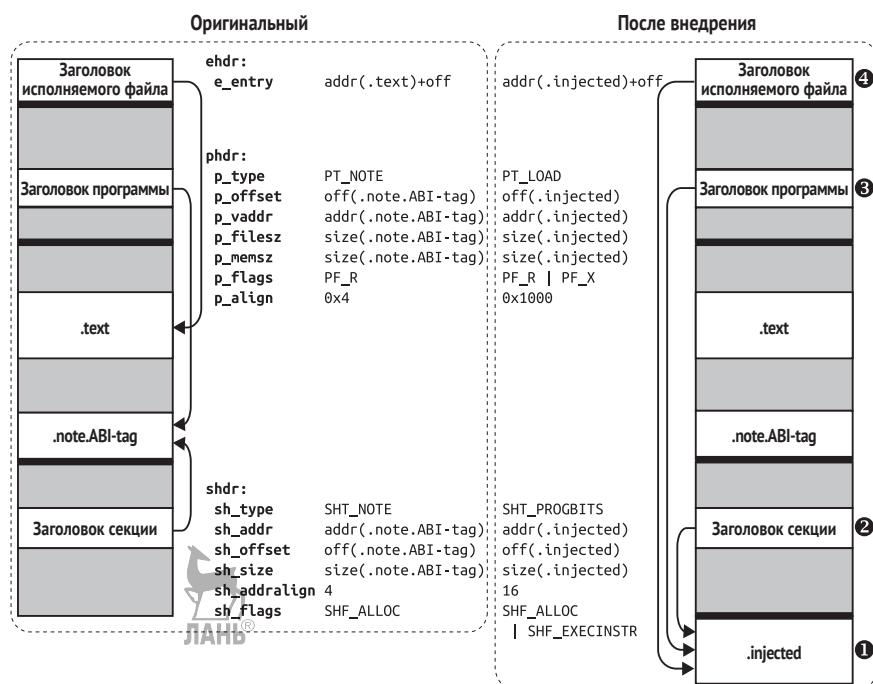 Оригинальный
После внедрения
Заголовок
исполняемого файла
Заголовок программы
.text
.note.ABI-tag
Заголовок секции
ehdr:
e_entry addr(.text)+off addr(.injected)+off
phdr:
p_type PT_NOTE PT_LOAD
p_offset off(.note.ABI-tag) off(.injected)
p_vaddr addr(.note.ABI-tag) addr(.injected)
p_filesz size(.note.ABI-tag) size(.injected)
p_memsz size(.note.ABI-tag) size(.injected)
p_flags PF_R PF_R | PF_X
p_align 0x4 0x1000
shdr:
sh_type SHT_NOTE SHT_PROGBITS
sh_addr addr(.note.ABI-tag) addr(.injected)
sh_offset off(.note.ABI-tag) off(.injected)
sh_size size(.note.ABI-tag) size(.injected)
sh_addralign 4 16
sh_flags SHF_ALLOC SHF_ALLOC
| SHF_EXECINSTR
ЛАНЬ®
Заголовок
исполняемого файла ❹
Заголовок программы ❸
.text
.note.ABI-tag
Заголовок секции ❷
.injected ❶